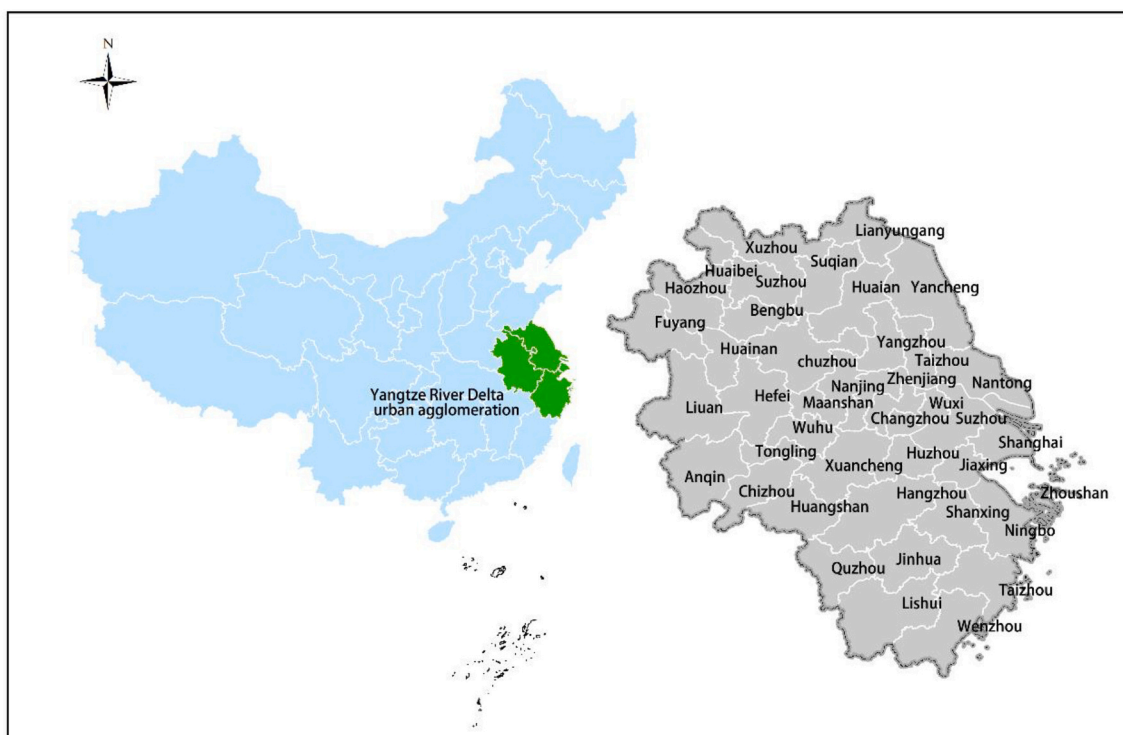 N
Yangtze River Delta
urban agglomeration
Lianyungang
Xuzhou
Suqian
Huaibei
Suzhou
Haozhou
Huaian
Yancheng
Bengbu
Fuyang
Yangzhou
Huainan
chuzhou
Taizhou
Zhenjiang
Nanjing
Nantong
Hefei
Maanshan
Wuxi
Liuan
Changzhou
Suzhou
Wuhu
Shanghai
Tongling
Huzhou
Xuancheng
Jiaxing
Anqin
Chizhou
Hangzhou
Zhoushan
Huangshan
Shanxing
Ningbo
Quzhou
Jinhua
Taizhou
Lishui
Wenzhou